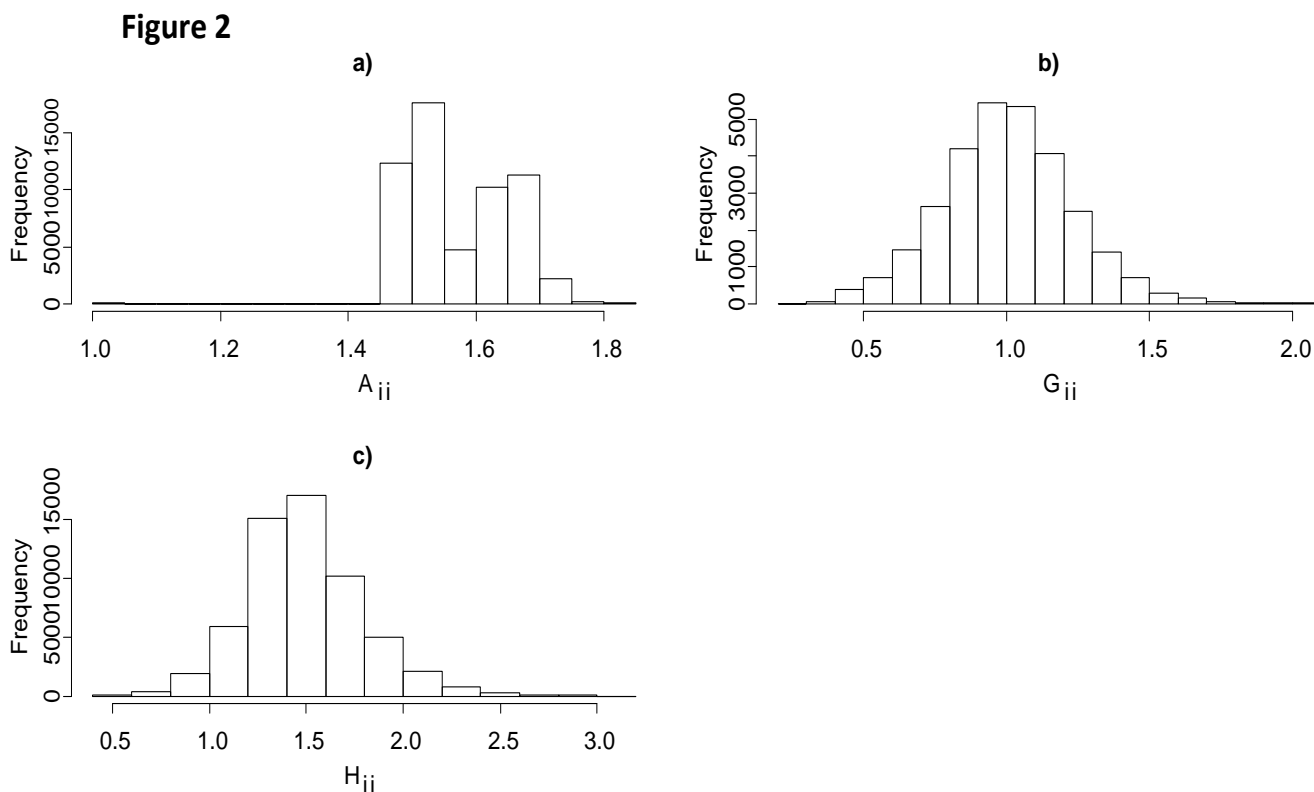 Figure 2
a)
Frequency
0 5000 10000 15000
1.0 1.2 1.4 1.6 1.8
A ii
b)
Frequency
0 1000 3000 5000
0.5 1.0 1.5 2.0
G ii
c)
Frequency
0 5000 10000 15000
0.5 1.0 1.5 2.0 2.5 3.0
H ii